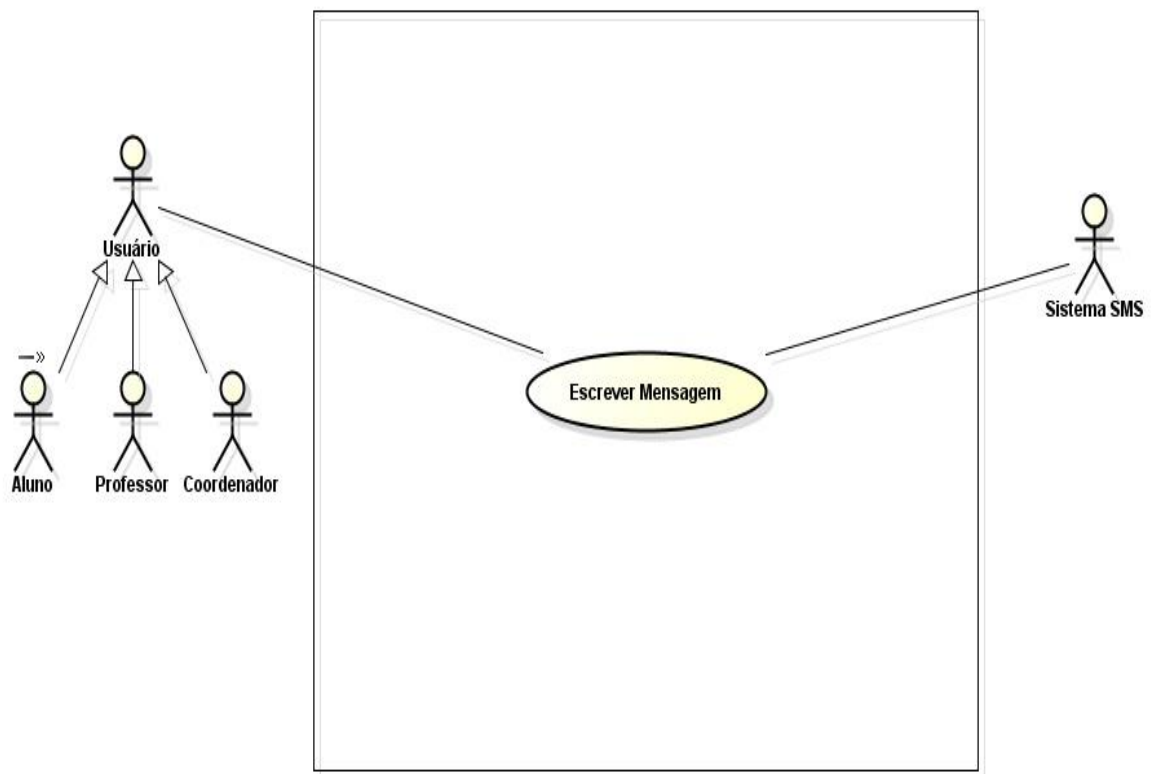 Usuário
Sistema SMS
Escrever Mensagem
Aluno
Professor
Coordenador